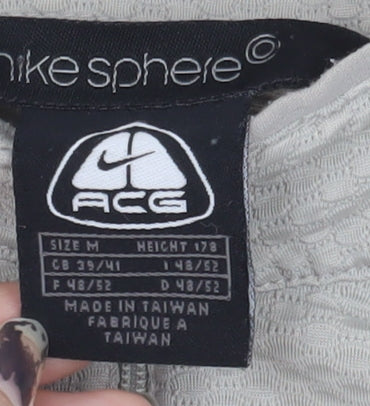 nike sphere
ACG
SIZE M HEIGHT 178
GB 39/41 I 48/52
F 48/52 D 48/52
MADE IN TAIWAN
FABRIQUE A
TAIWAN